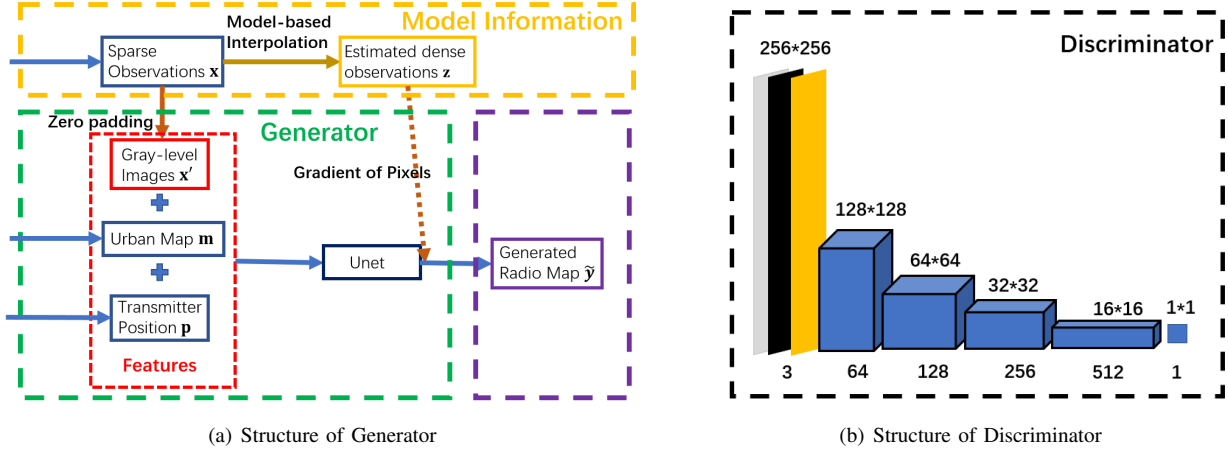 Model Information
Model-based
Interpolation
Sparse
Observations x
Estimated dense
observations z
Zero padding
Generator
Gray-level
Images x′
Gradient of Pixels
Urban Map m
Unet
Generated
Radio Map ỹ
Transmitter
Position p
Features
(a) Structure of Generator
Discriminator
256*256
128*128
64*64
32*32
16*16
1*1
3
64
128
256
512
1
(b) Structure of Discriminator